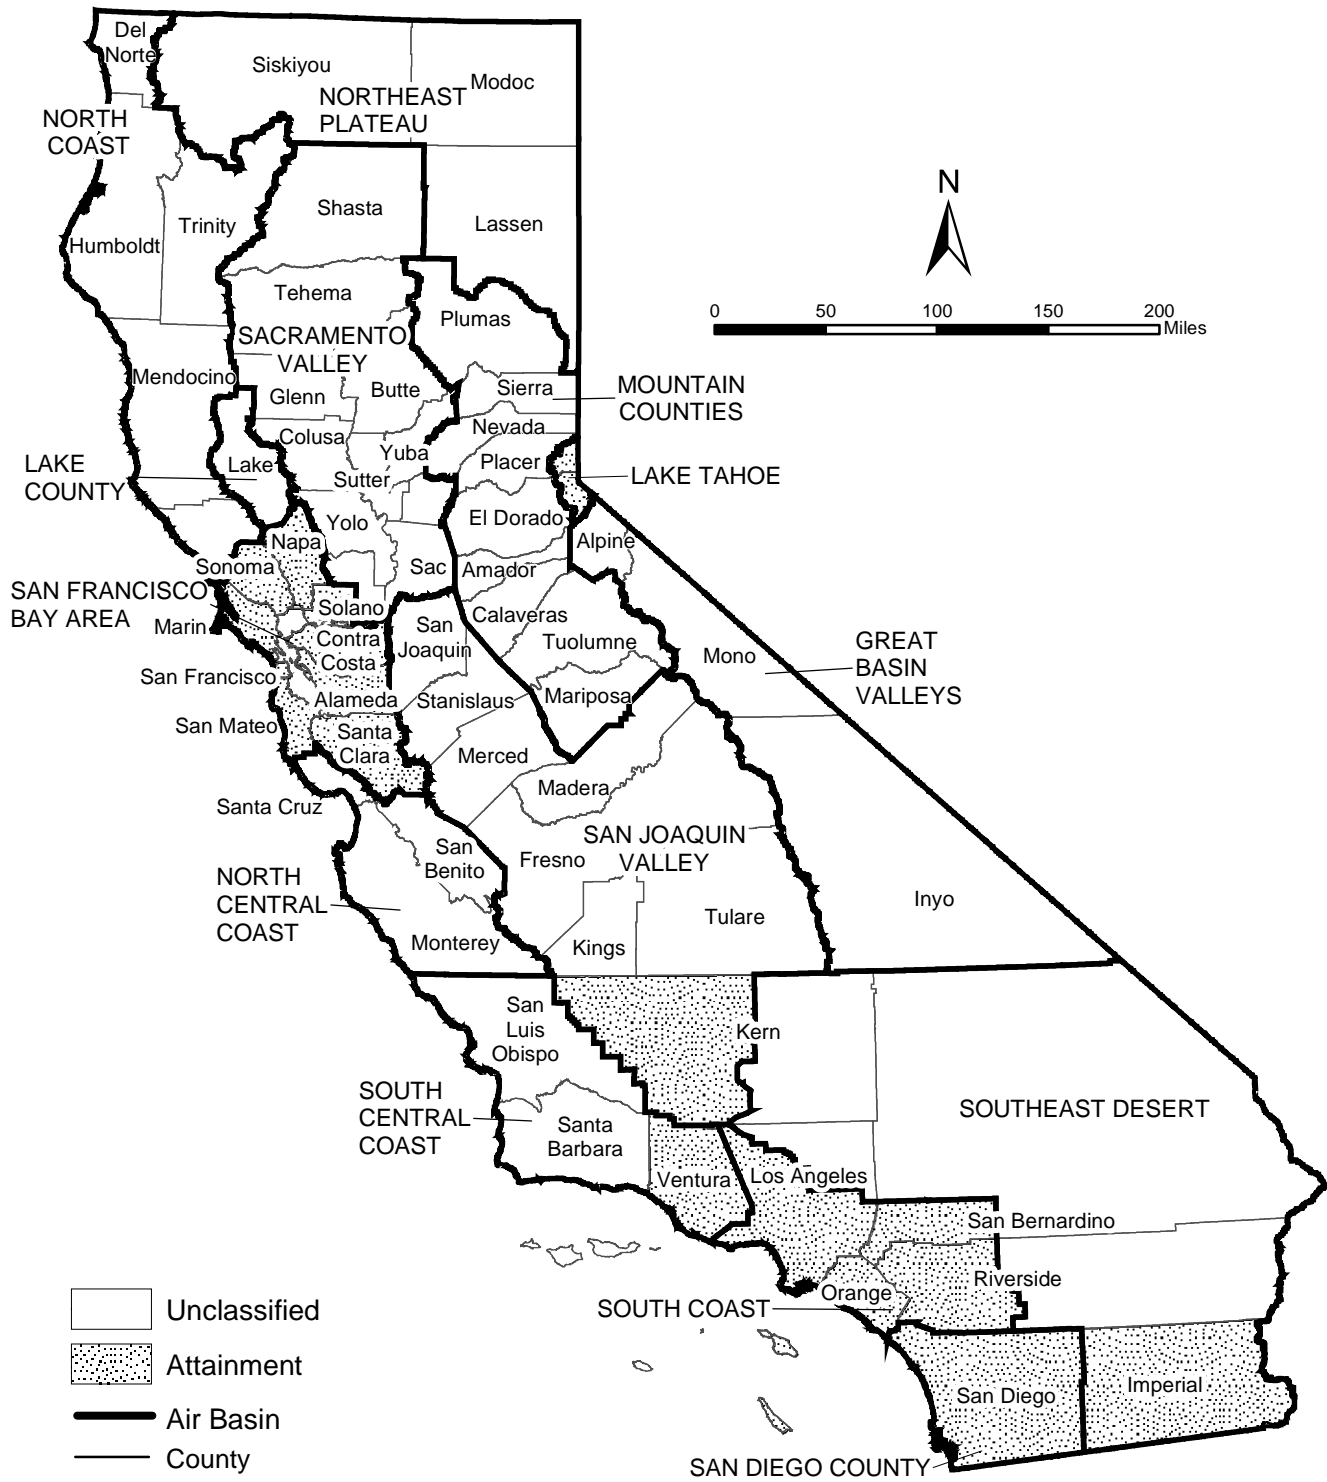 Del
Norte
Siskiyou
Modoc
NORTHEAST
PLATEAU
NORTH
COAST
Shasta
Trinity
Humboldt
Lassen
N
Tehema
Plumas
0 50 100 150 200
Miles
SACRAMENTO
VALLEY
Mendocino
Glenn
Butte
Sierra
MOUNTAIN
COUNTIES
Colusa
Nevada
Yuba
LAKE
COUNTY
Lake
Placer
Sutter
LAKE TAHOE
Yolo
El Dorado
Napa
Alpine
Sonoma
Sac
Amador
SAN FRANCISCO
BAY AREA
Solano
Marin
Calaveras
Contra
Costa
San
Joaquin
Tuolumne
Mono
GREAT
BASIN
VALLEYS
San Francisco
Alameda
Stanislaus
Mariposa
San Mateo
Santa
Clara
Merced
Madera
Santa Cruz
SAN JOAQUIN
VALLEY
San
Benito
Fresno
NORTH
CENTRAL
COAST
Tulare
Inyo
Monterey
Kings
San
Luis
Obispo
Kern
SOUTH
CENTRAL
COAST
SOUTHEAST DESERT
Santa
Barbara
Ventura
Los Angeles
San Bernardino
Riverside
Orange
SOUTH COAST
San Diego
Imperial
SAN DIEGO COUNTY
Unclassified
Attainment
Air Basin
County